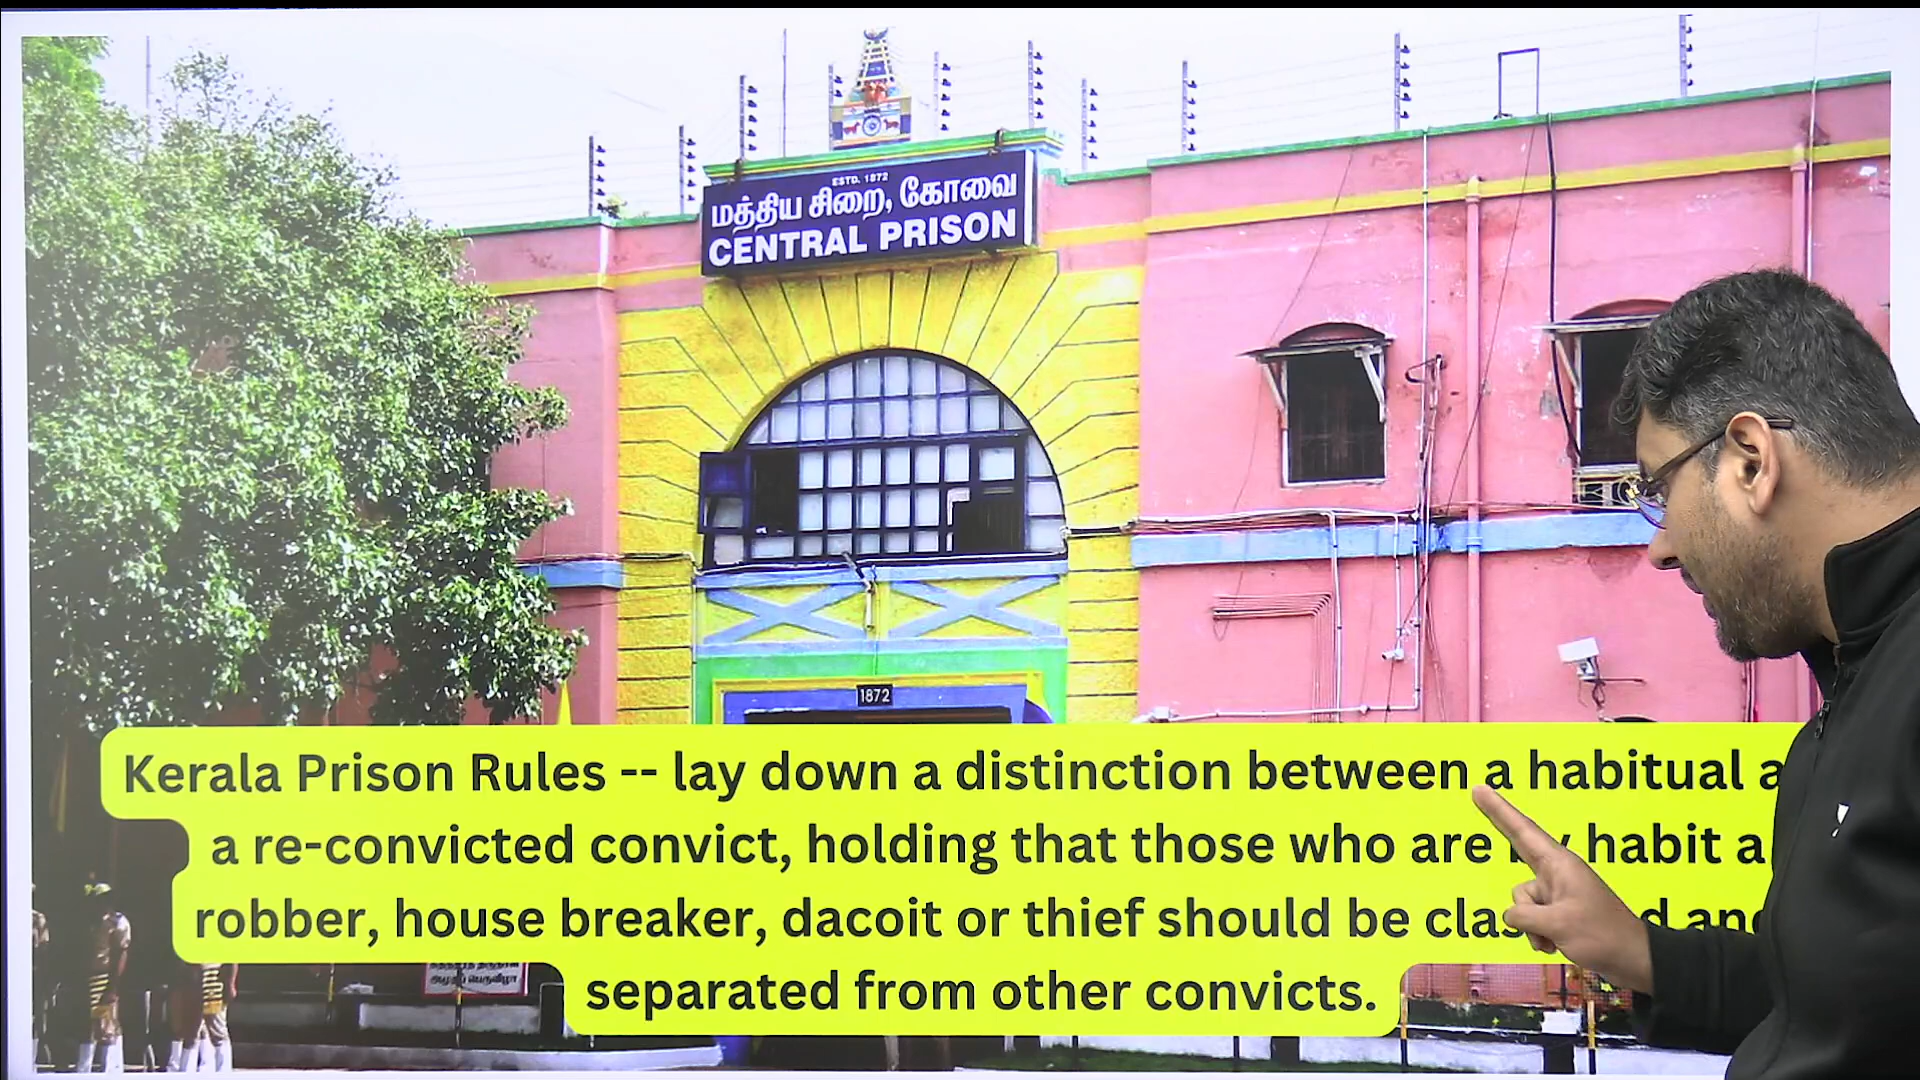 ESTD. 1872
மத்திய சிறை, கோவை
CENTRAL PRISON
1872
Kerala Prison Rules -- lay down a distinction between a habitual
a re-convicted convict, holding that those who are by habit a
robber, house breaker, dacoit or thief should be
separated from other convicts.